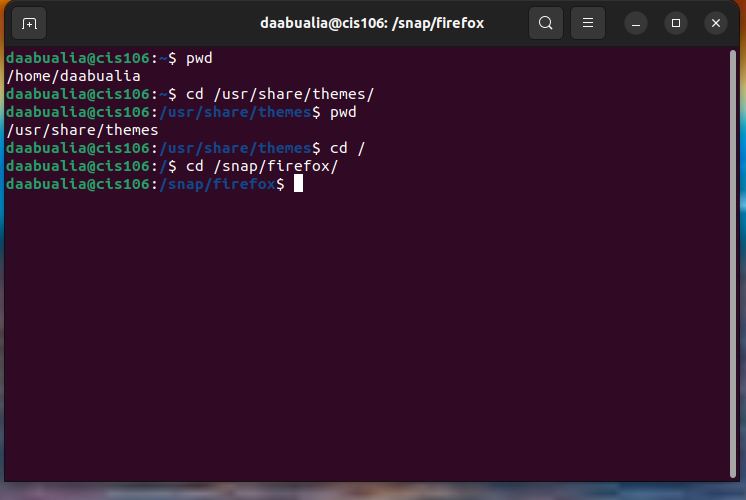 daabualia@cis106: /snap/firefox
daabualia@cis106:~$ pwd
/home/daabualia
daabualia@cis106:~$ cd /usr/share/themes/
daabualia@cis106:/usr/share/themes$ pwd
/usr/share/themes
daabualia@cis106:/usr/share/themes$ cd /
daabualia@cis106:/$ cd /snap/firefox/
daabualia@cis106:/snap/firefox$